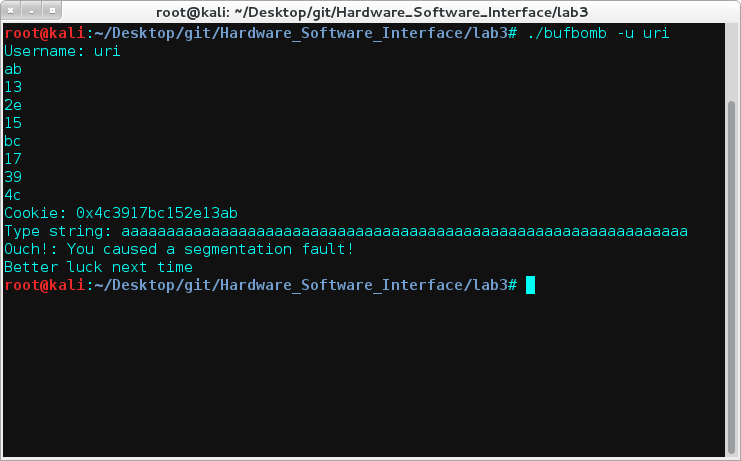 root@kali: ~/Desktop/git/Hardware_Software_Interface/lab3
root@kali:~/Desktop/git/Hardware_Software_Interface/lab3# ./bufbomb -u uri
Username: uri
ab
13
2e
15
bc
17
39
4c
Cookie: 0x4c3917bc152e13ab
Type string: aaaaaaaaaaaaaaaaaaaaaaaaaaaaaaaaaaaaaaaaaaaaaaaaaaaaaaaaaaaaaaa
Ouch!: You caused a segmentation fault!
Better luck next time
root@kali:~/Desktop/git/Hardware_Software_Interface/lab3#